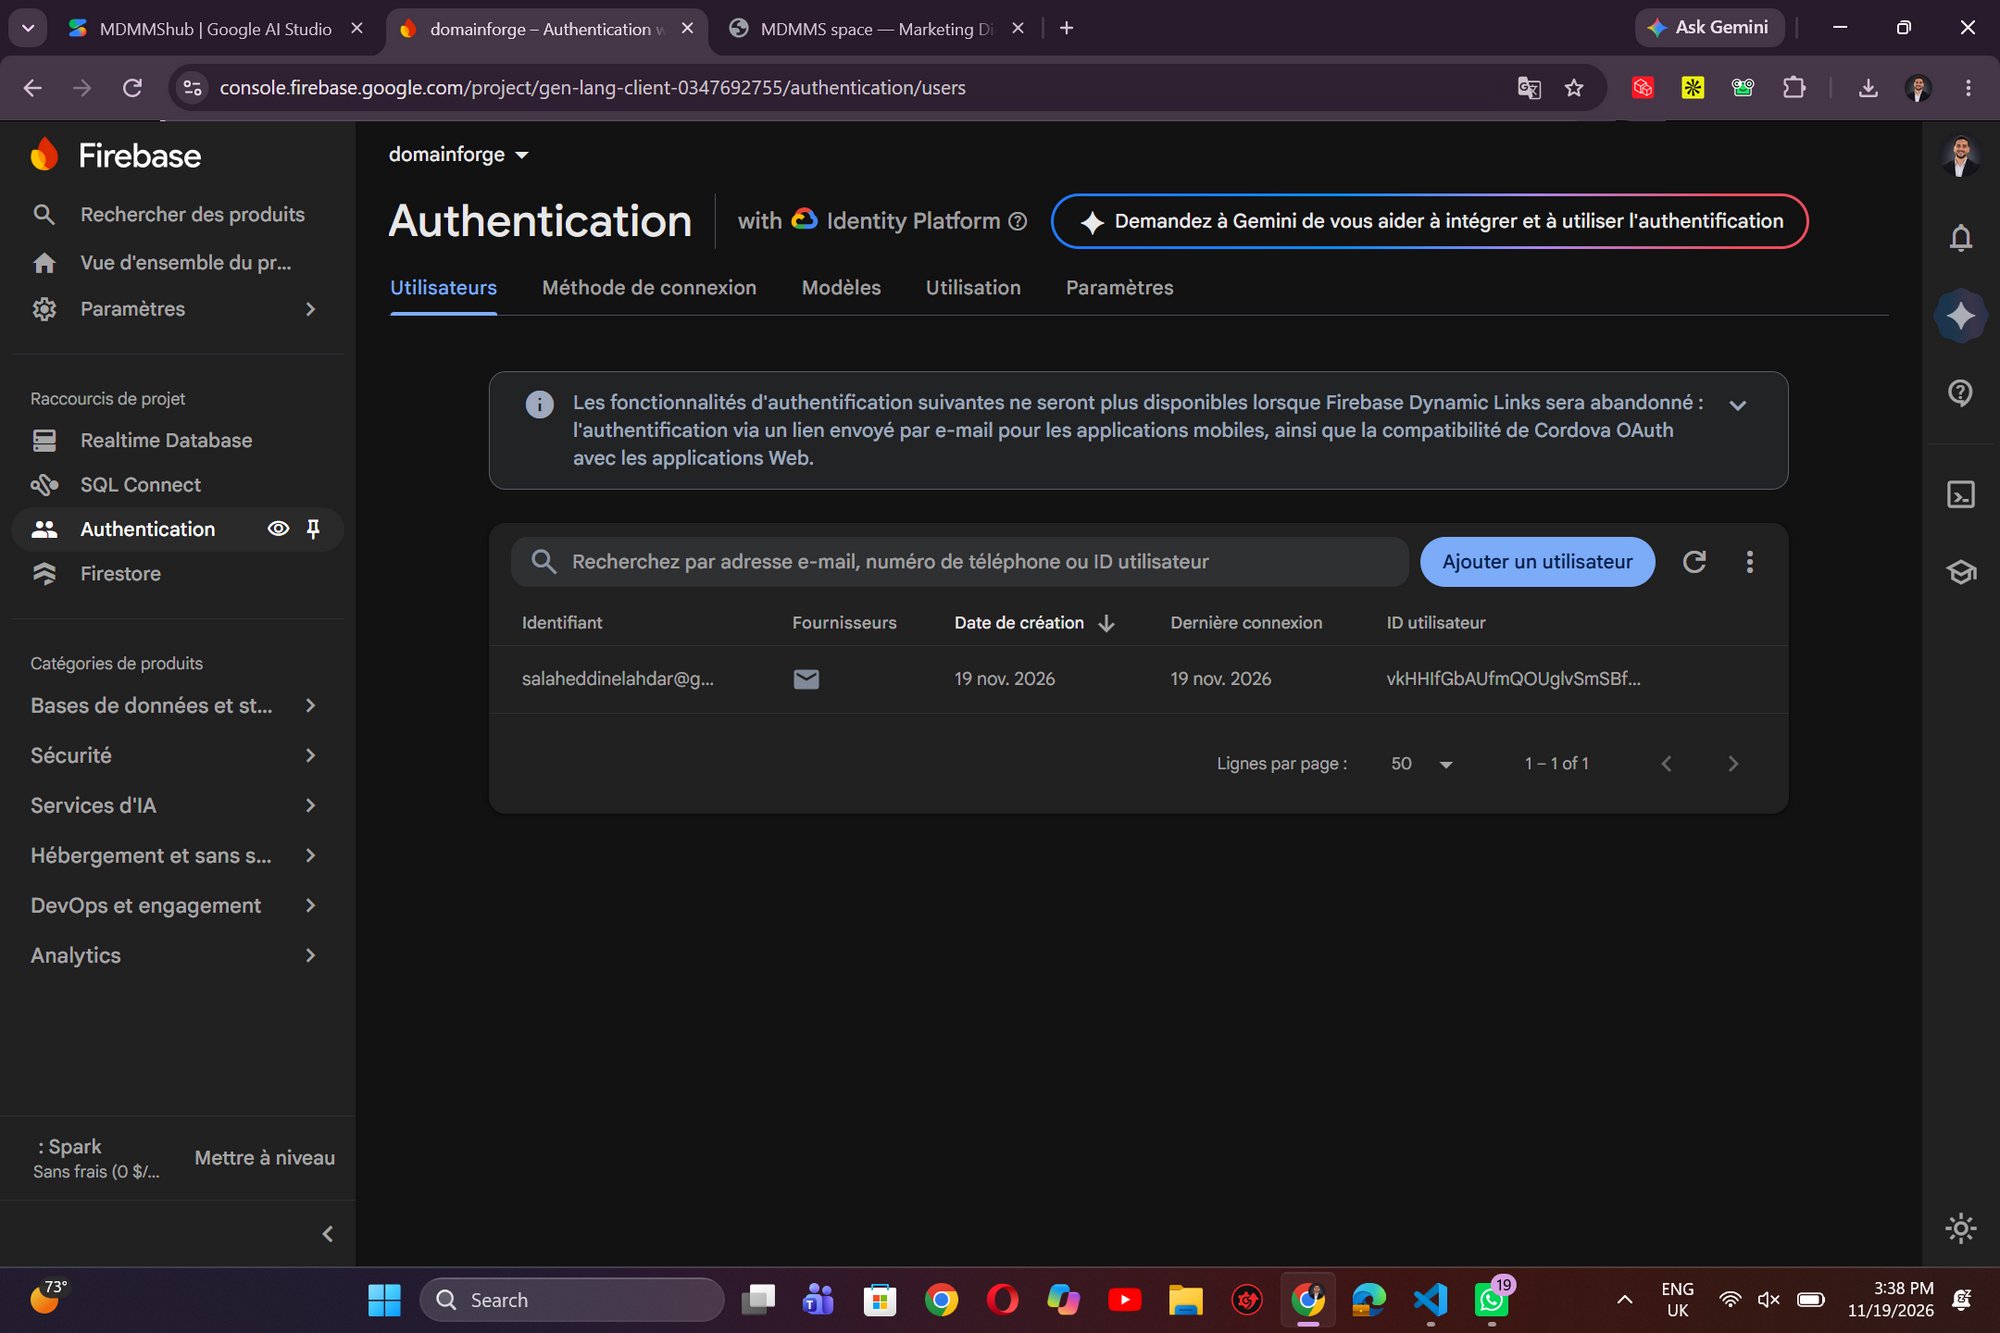 MDMMShub | Google AI Studio
domainforge – Authentication w
MDMMS space — Marketing Di
Ask Gemini
console.firebase.google.com/project/gen-lang-client-0347692755/authentication/users
Firebase
Rechercher des produits
Vue d'ensemble du pr...
Paramètres
Raccourcis de projet
Realtime Database
SQL Connect
Authentication
Firestore
Catégories de produits
Bases de données et st...
Sécurité
Services d'IA
Hébergement et sans s...
DevOps et engagement
Analytics
: Spark
Sans frais (0 $/...
Mettre à niveau
domainforge
Authentication
with Identity Platform
Demandez à Gemini de vous aider à intégrer et à utiliser l'authentification
Utilisateurs Méthode de connexion Modèles Utilisation Paramètres
Les fonctionnalités d'authentification suivantes ne seront plus disponibles lorsque Firebase Dynamic Links sera abandonné :
l'authentification via un lien envoyé par e-mail pour les applications mobiles, ainsi que la compatibilité de Cordova OAuth
avec les applications Web.
Recherchez par adresse e-mail, numéro de téléphone ou ID utilisateur
Ajouter un utilisateur
Identifiant Fournisseurs Date de création Dernière connexion ID utilisateur
salaheddinelahdar@g... 19 nov. 2026 19 nov. 2026 vkHHIfGbAUfmQOUglvSmSBf...
Lignes par page : 50 1 – 1 of 1
73°
Search
19
ENG
UK
3:38 PM
11/19/2026